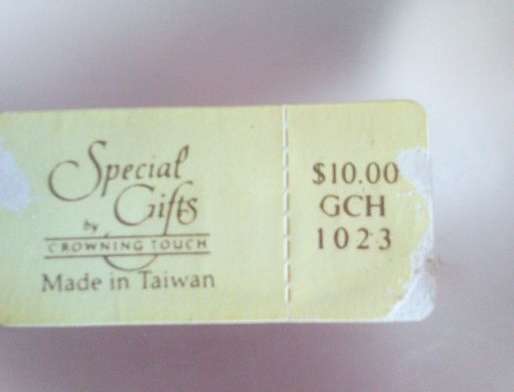 Special
Gifts
by
CROWNING TOUCH
Made in Taiwan
$10.00
GCH
1023